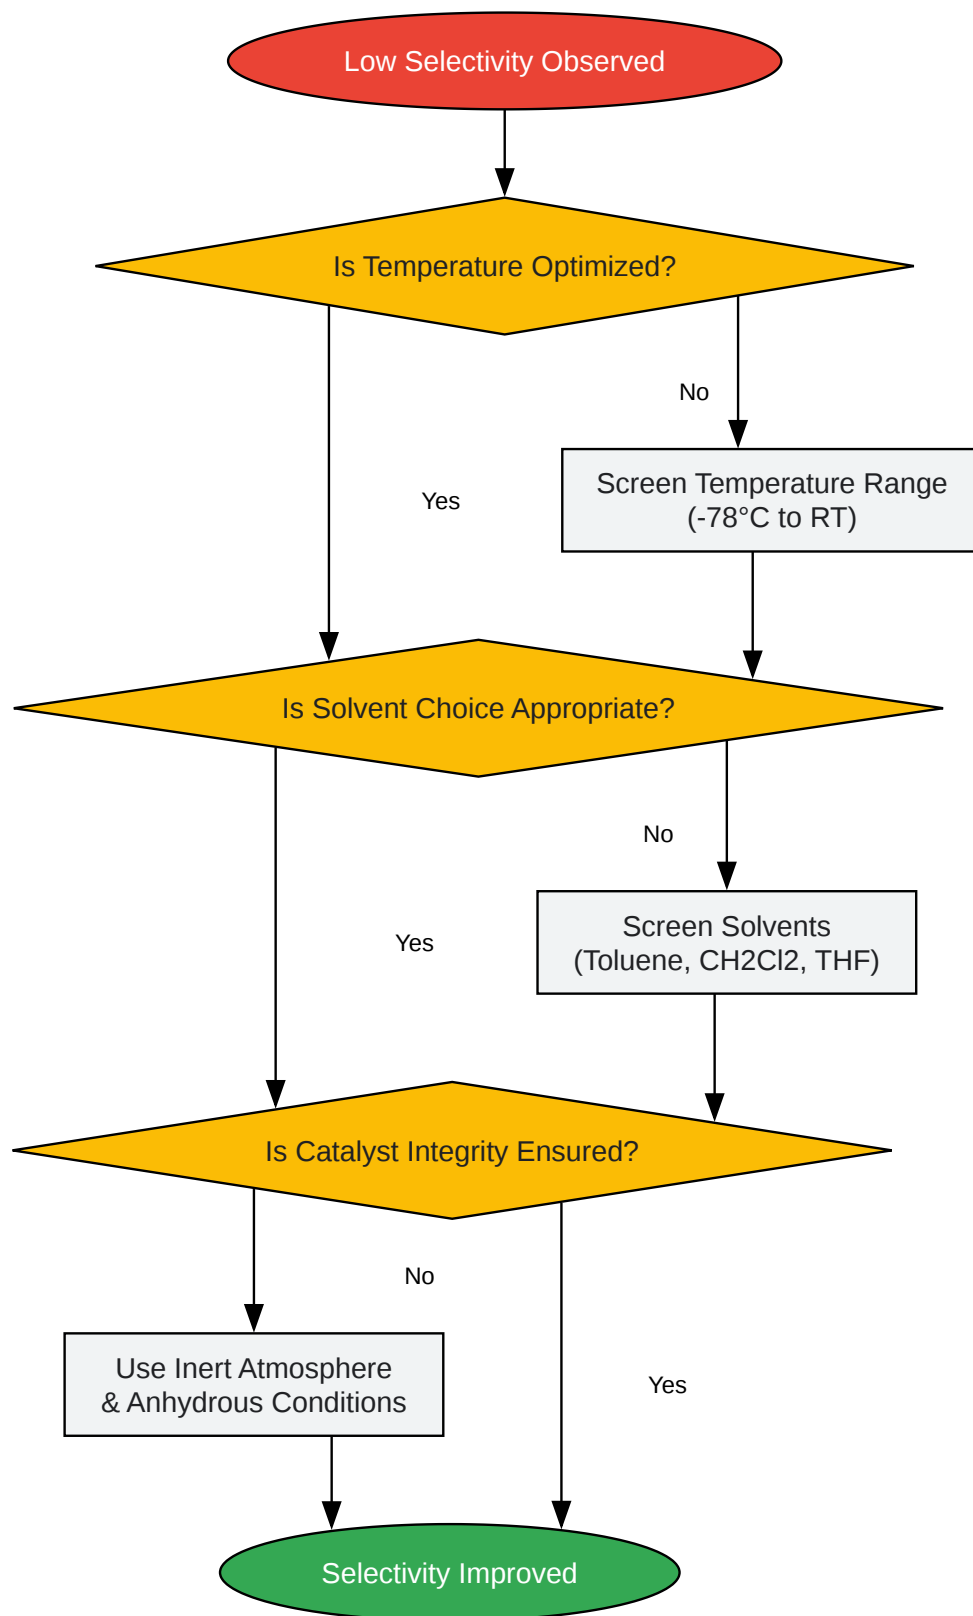 Low Selectivity Observed
Is Temperature Optimized?
No
Screen Temperature Range
(-78°C to RT)
Yes
Is Solvent Choice Appropriate?
No
Screen Solvents
(Toluene, CH2Cl2, THF)
Yes
Is Catalyst Integrity Ensured?
No
Use Inert Atmosphere
& Anhydrous Conditions
Yes
Selectivity Improved